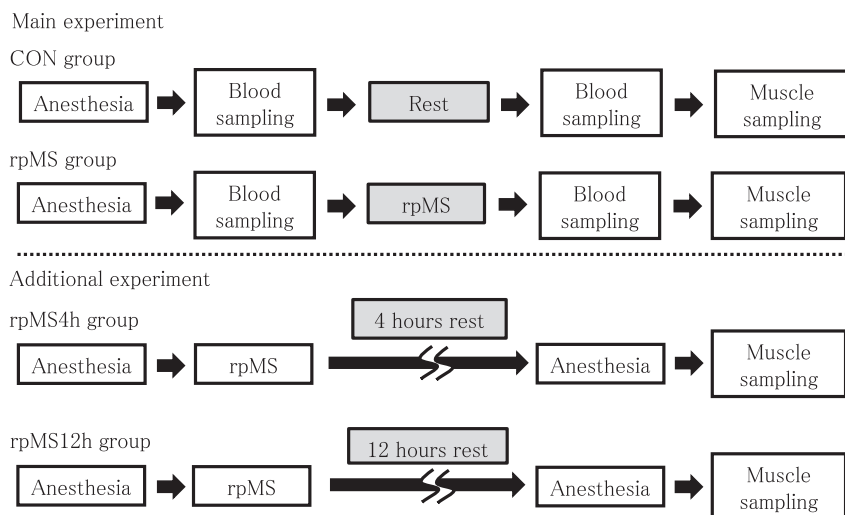 Main experiment
CON group
Anesthesia
Blood
sampling
Rest
Blood
sampling
Muscle
sampling
rpMS group
Anesthesia
Blood
sampling
rpMS
Blood
sampling
Muscle
sampling
Additional experiment
rpMS4h group
4 hours rest
Anesthesia
rpMS
Anesthesia
Muscle
sampling
rpMS12h group
12 hours rest
Anesthesia
rpMS
Anesthesia
Muscle
sampling